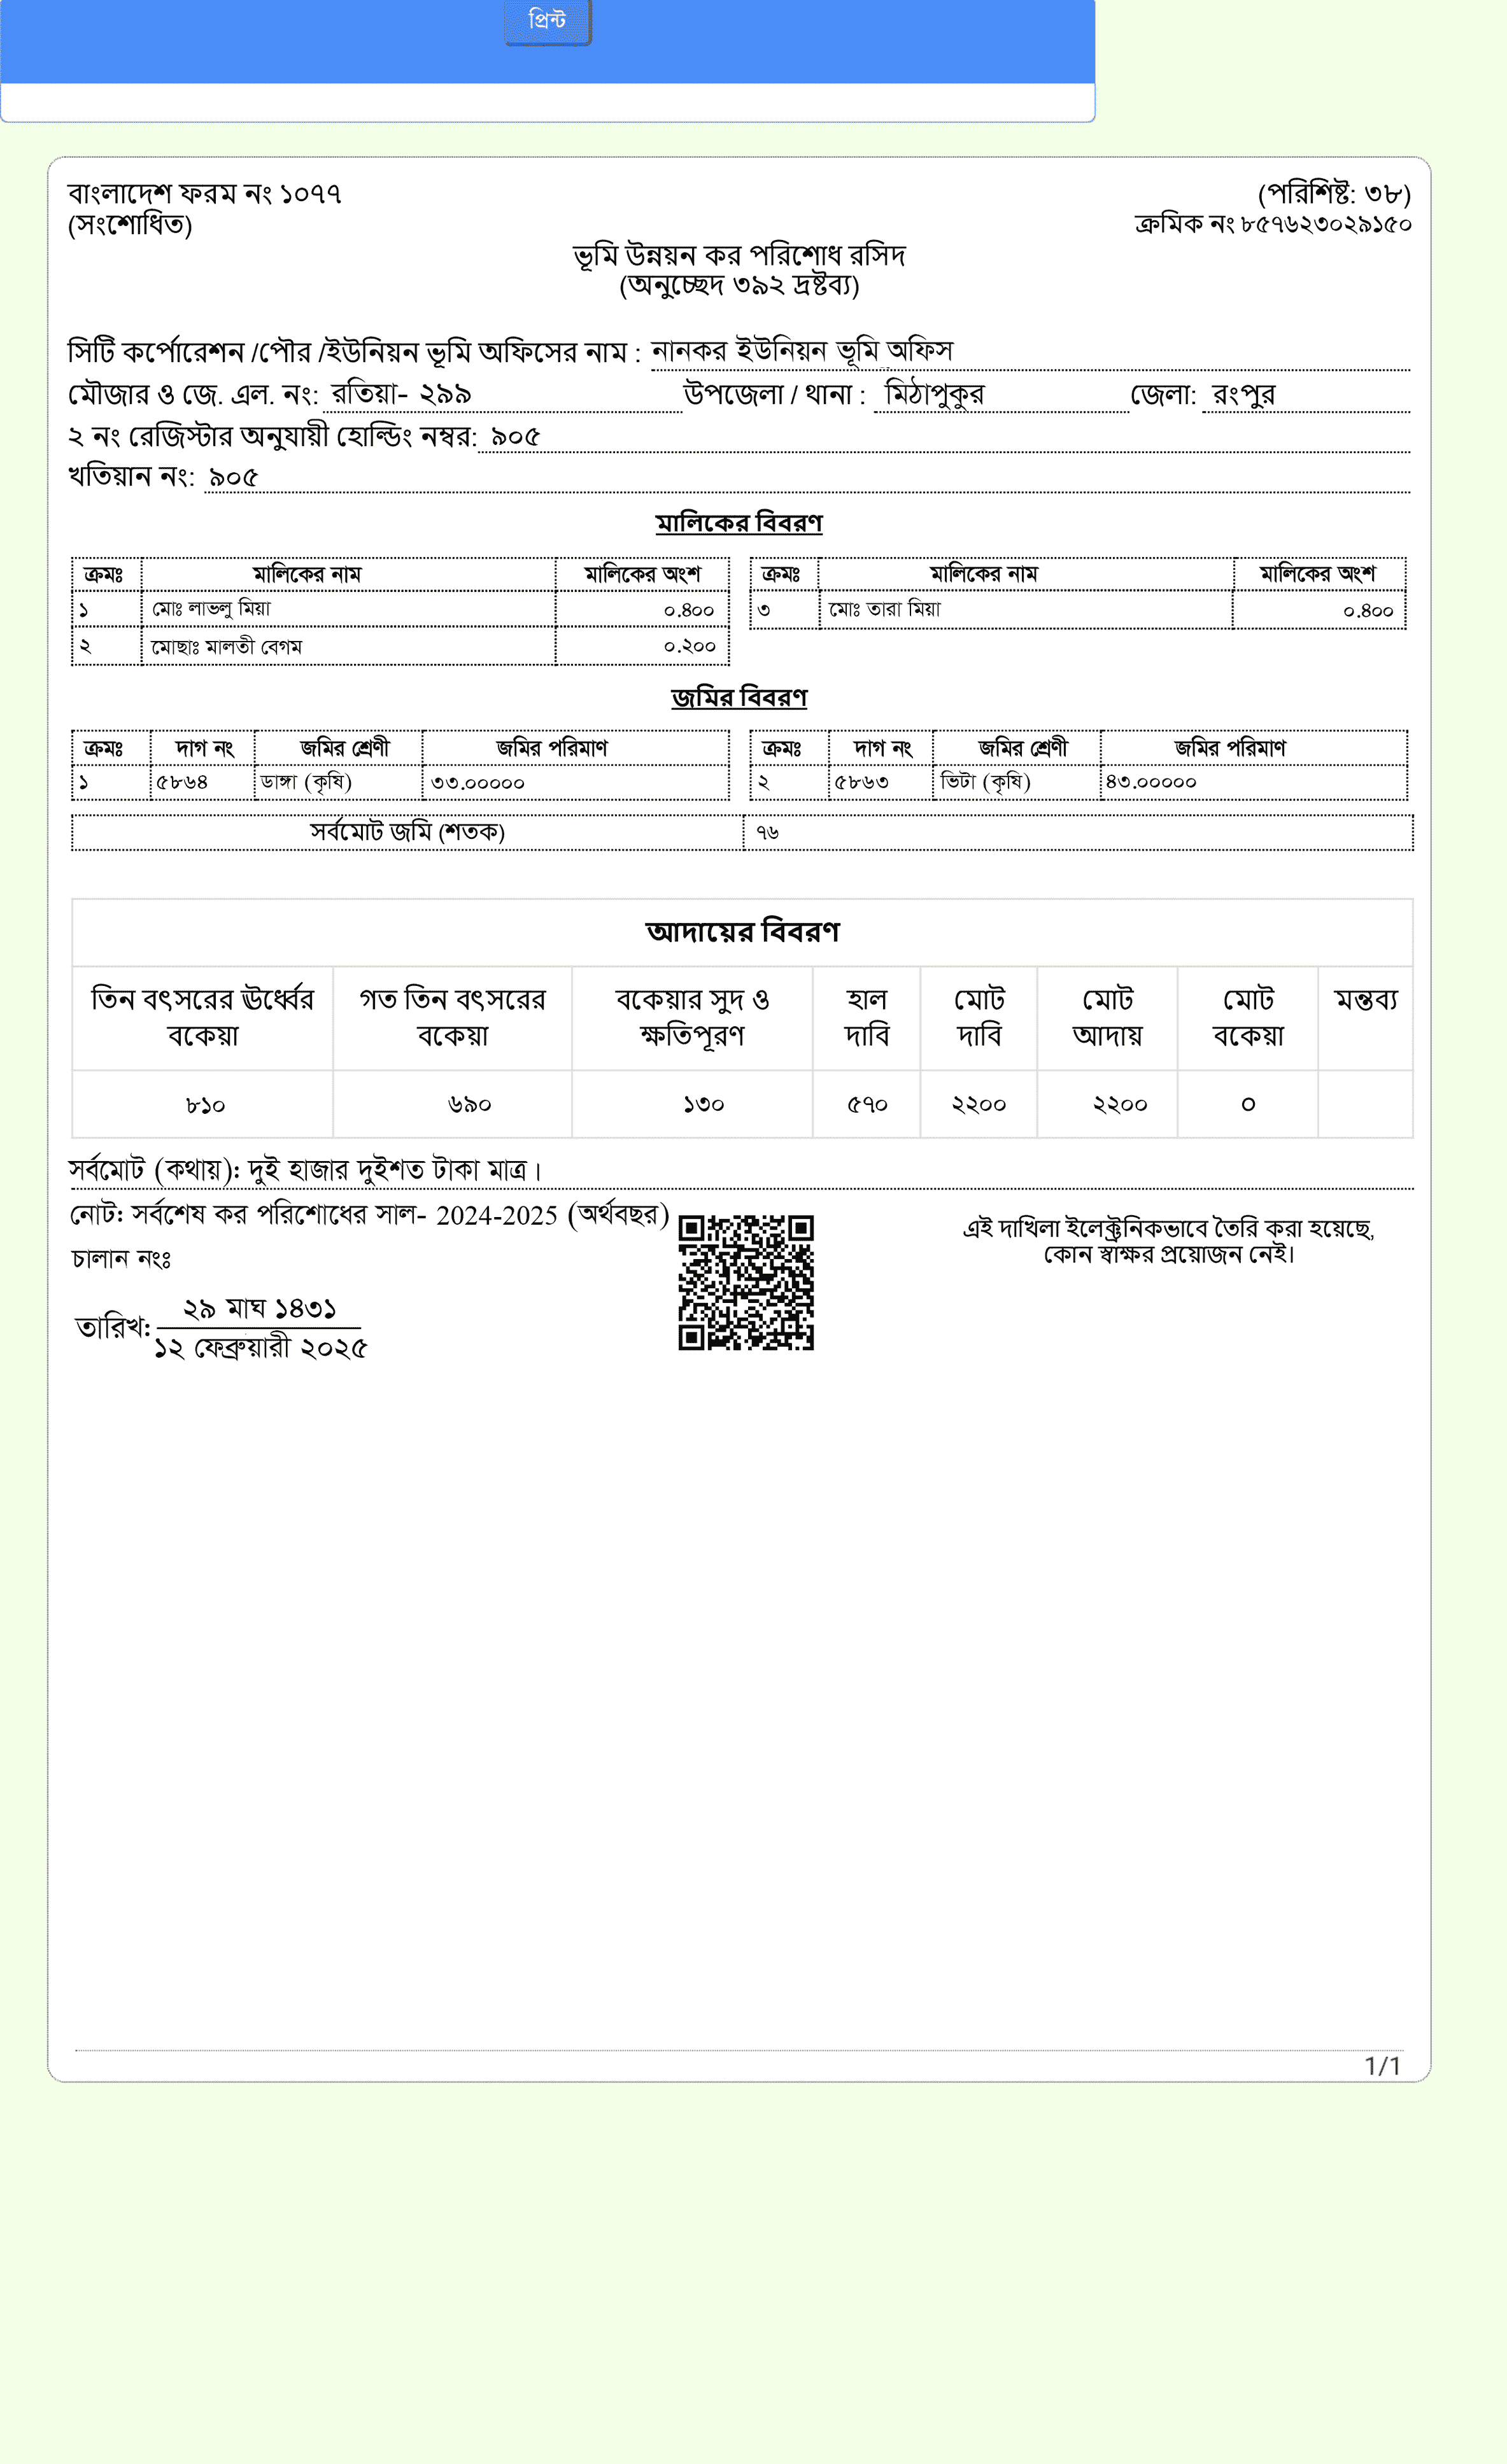 প্রিন্ট
বাংলাদেশ ফরম নং ১০৭৭
(সংশোধিত)
(পরিশিষ্ট: ৩৮)
ক্রমিক নং ৮৫৭৬২৩০২৯১৫০
ভূমি উন্নয়ন কর পরিশোধ রসিদ
(অনুচ্ছেদ ৩৯২ দ্রষ্টব্য)
সিটি কর্পোরেশন /পৌর /ইউনিয়ন ভূমি অফিসের নাম : নানকর ইউনিয়ন ভূমি অফিস
মৌজার ও জে. এল. নং: রতিয়া- ২৯৯ উপজেলা / থানা : মিঠাপুকুর জেলা: রংপুর
২ নং রেজিস্টার অনুযায়ী হোল্ডিং নম্বর: ৯০৫
খতিয়ান নং: ৯০৫
মালিকের বিবরণ
ক্রমঃ মালিকের নাম মালিকের অংশ ক্রমঃ মালিকের নাম মালিকের অংশ
১ মোঃ লাভলু মিয়া ০.৪০০ ৩ মোঃ তারা মিয়া ০.৪০০
২ মোছাঃ মালতী বেগম ০.২০০
জমির বিবরণ
ক্রমঃ দাগ নং জমির শ্রেণী জমির পরিমাণ ক্রমঃ দাগ নং জমির শ্রেণী জমির পরিমাণ
১ ৫৮৬৪ ডাঙ্গা (কৃষি) ৩৩.০০০০০ ২ ৫৮৬৩ ভিটা (কৃষি) ৪৩.০০০০০
সর্বমোট জমি (শতক) ৭৬
আদায়ের বিবরণ
তিন বৎসরের ঊর্ধ্বের বকেয়া গত তিন বৎসরের বকেয়া বকেয়ার সুদ ও ক্ষতিপূরণ হাল দাবি মোট দাবি মোট আদায় মোট বকেয়া মন্তব্য
৮১০ ৬৯০ ১৩০ ৫৭০ ২২০০ ২২০০ ০
সর্বমোট (কথায়): দুই হাজার দুইশত টাকা মাত্র।
নোট: সর্বশেষ কর পরিশোধের সাল- 2024-2025 (অর্থবছর)
চালান নংঃ
তারিখ: ২৯ মাঘ ১৪৩১
১২ ফেব্রুয়ারী ২০২৫
এই দাখিলা ইলেক্ট্রনিকভাবে তৈরি করা হয়েছে,
কোন স্বাক্ষর প্রয়োজন নেই।
1/1